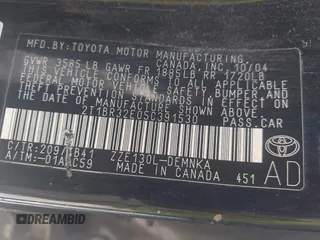 MFD.BY:TOYOTA MOTOR MANUFACTURING
CANADA, INC. 10/04
GVWR 3585 LB GAWR FR 1865LB RR 1720LB
THIS VEHICLE CONFORMS TO ALL APPLICABLE
FEDERAL MOTOR VEHICLE SAFETY, BUMPER, AND
THEFT PREVENTION STANDARDS IN EFFECT ON
THE DATE OF MANUFACTURE SHOWN ABOVE.
2T1BR32E05C391530 PASS.CAR
C/TR:209/ ZZE130L-DEMNKA
A/TM:-01A/C59 MADE IN CANADA 451
AD
TOYOTA
DREAMBID